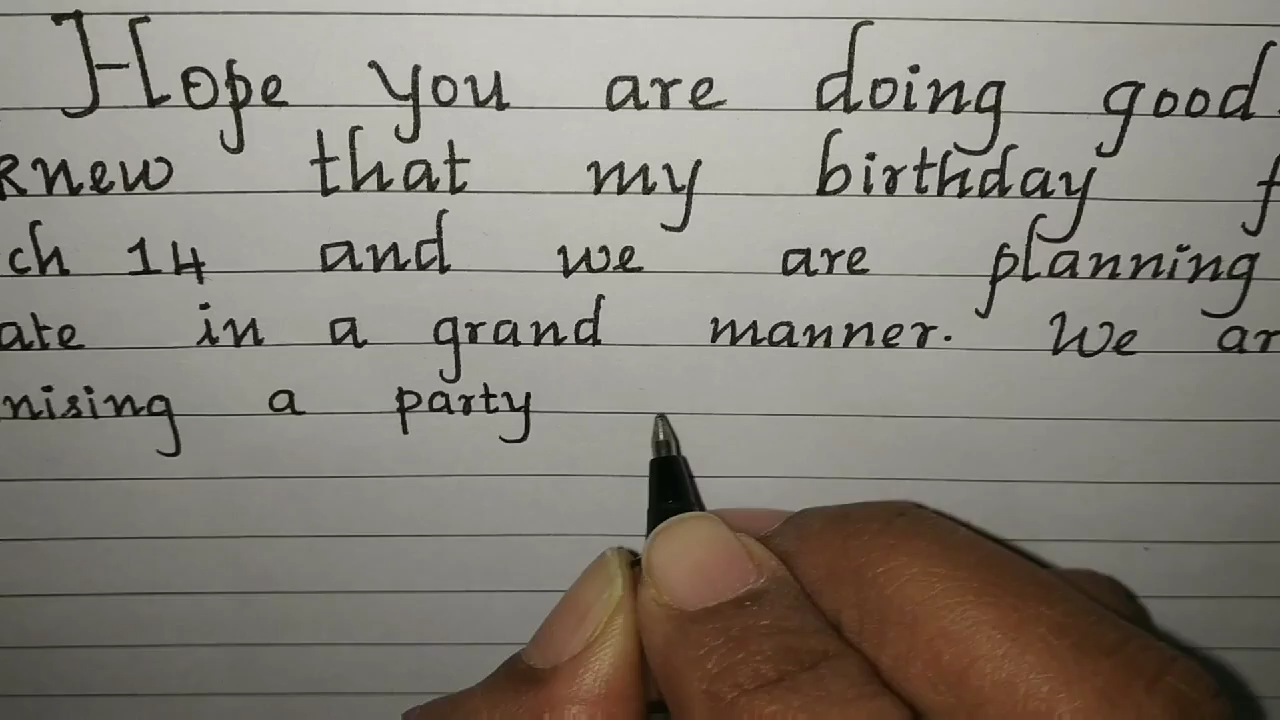 Hope you are doing good.
knew that my birthday f
ch 14 and we are planning
ate in a grand manner. We ar
nising a party